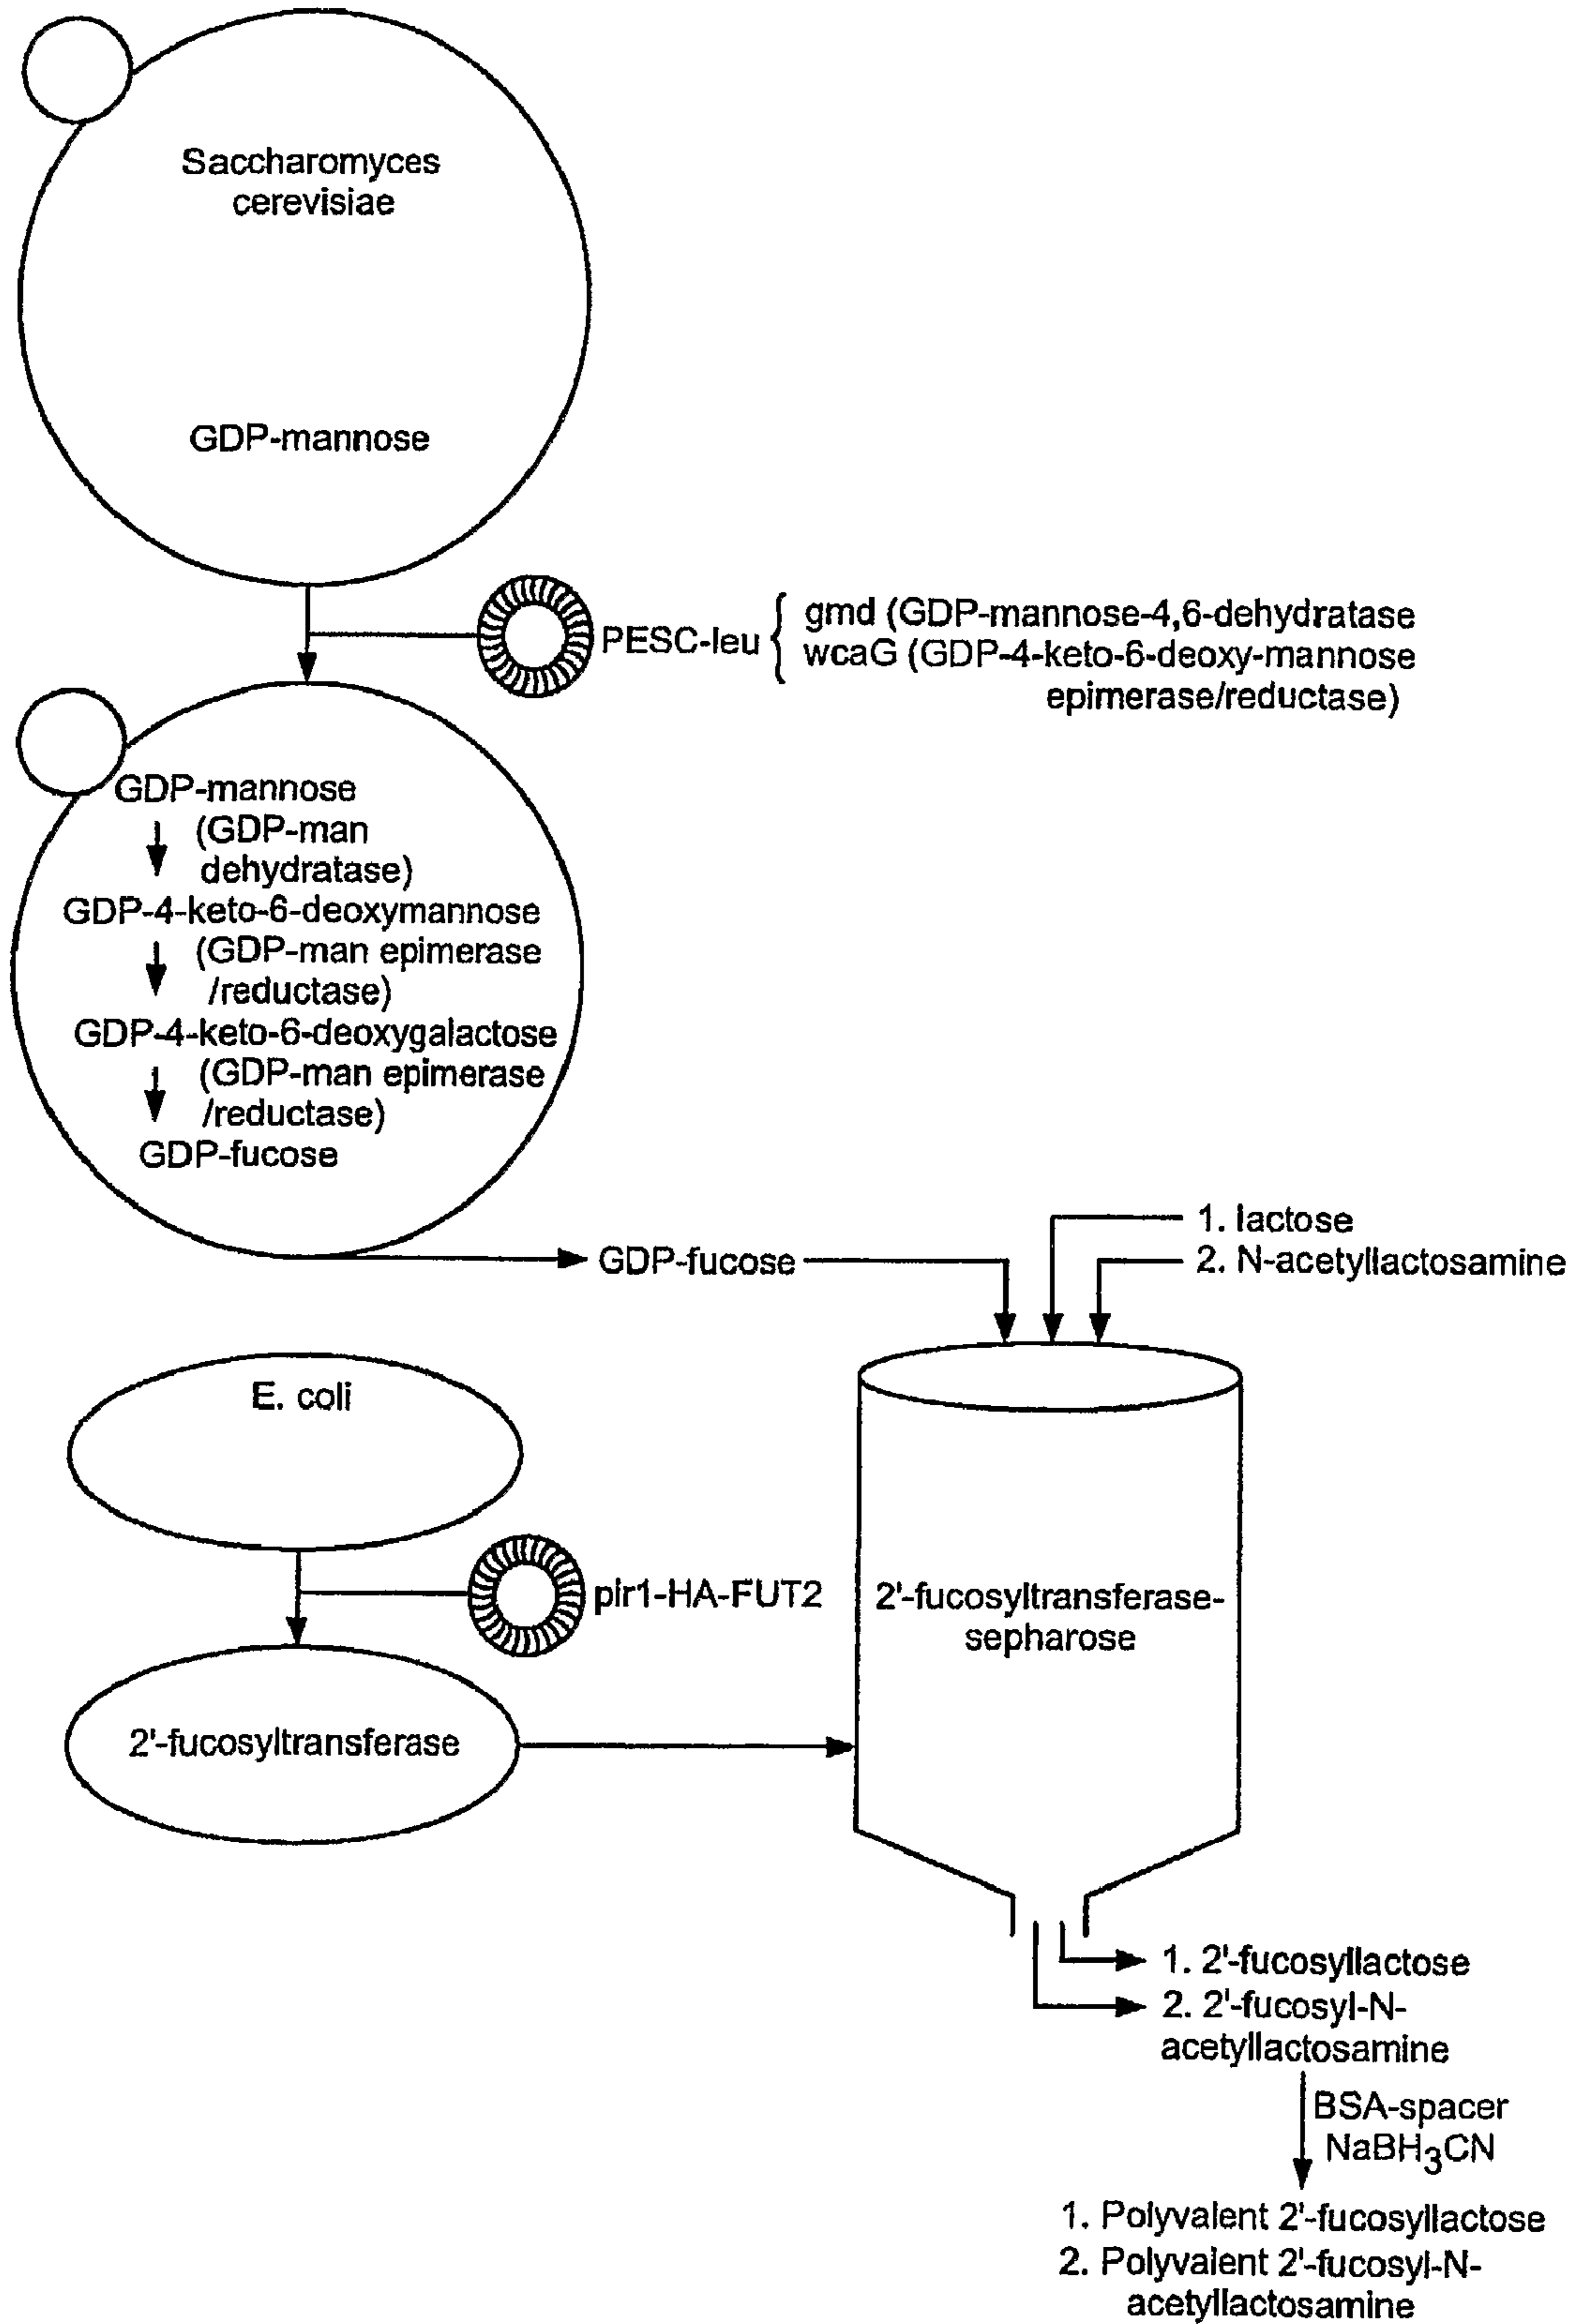 Saccharomyces
cerevisiae
GDP-mannose
PESC-leu
gmd (GDP-mannose-4,6-dehydratase
wcaG (GDP-4-keto-6-deoxy-mannose
epimerase/reductase)
GDP-mannose
(GDP-man
dehydratase)
GDP-4-keto-6-deoxymannose
(GDP-man epimerase
/reductase)
GDP-4-keto-6-deoxygalactose
(GDP-man epimerase
/reductase)
GDP-fucose
GDP-fucose
1. lactose
2. N-acetyllactosamine
E. coli
pir1-HA-FUT2
2'-fucosyltransferase
2'-fucosyltransferase-
sepharose
1. 2'-fucosyllactose
2. 2'-fucosyl-N-
acetyllactosamine
BSA-spacer
NaBH3CN
1. Polyvalent 2'-fucosyllactose
2. Polyvalent 2'-fucosyl-N-
acetyllactosamine